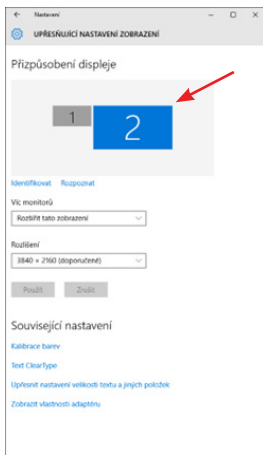 Nastavení
UPŘESŇUJÍCÍ NASTAVENÍ ZOBRAZENÍ
Přizpůsobení displeje
1
2
Identifikovat Rozpoznat
Víc monitorů
Rozšířit tato zobrazení
Rozlišení
3840 × 2160 (doporučené)
Použít Zrušit
Související nastavení
Kalibrace barev
Text ClearType
Upřesnit nastavení velikosti textu a jiných položek
Zobrazit vlastnosti adaptéru